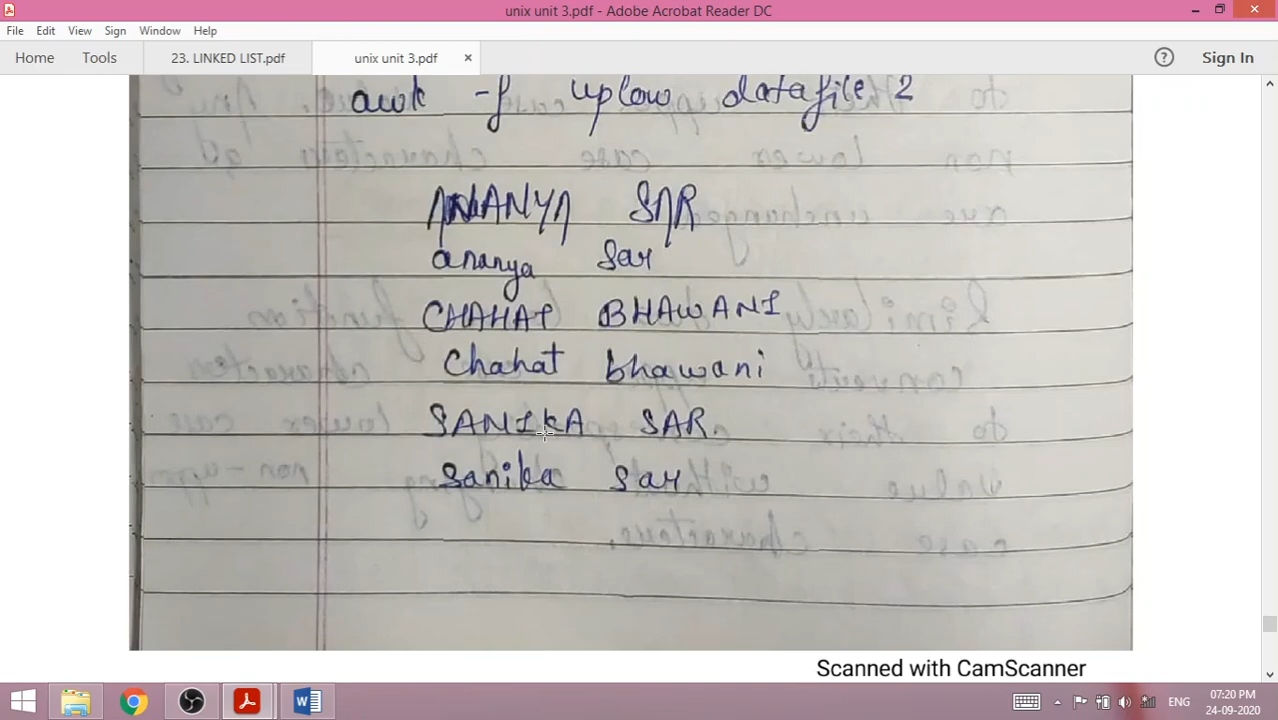 unix unit 3.pdf - Adobe Acrobat Reader DC
File Edit View Sign Window Help
Home Tools 23. LINKED LIST.pdf unix unit 3.pdf × ? Sign In
awk -f uplow datafile 2
ANANYA SAR
ananya sar
CHAHAT BHAWANI
Chahat bhawani
SANIKA SAR.
Sanika sar
Scanned with CamScanner
ENG
07:20 PM
24-09-2020